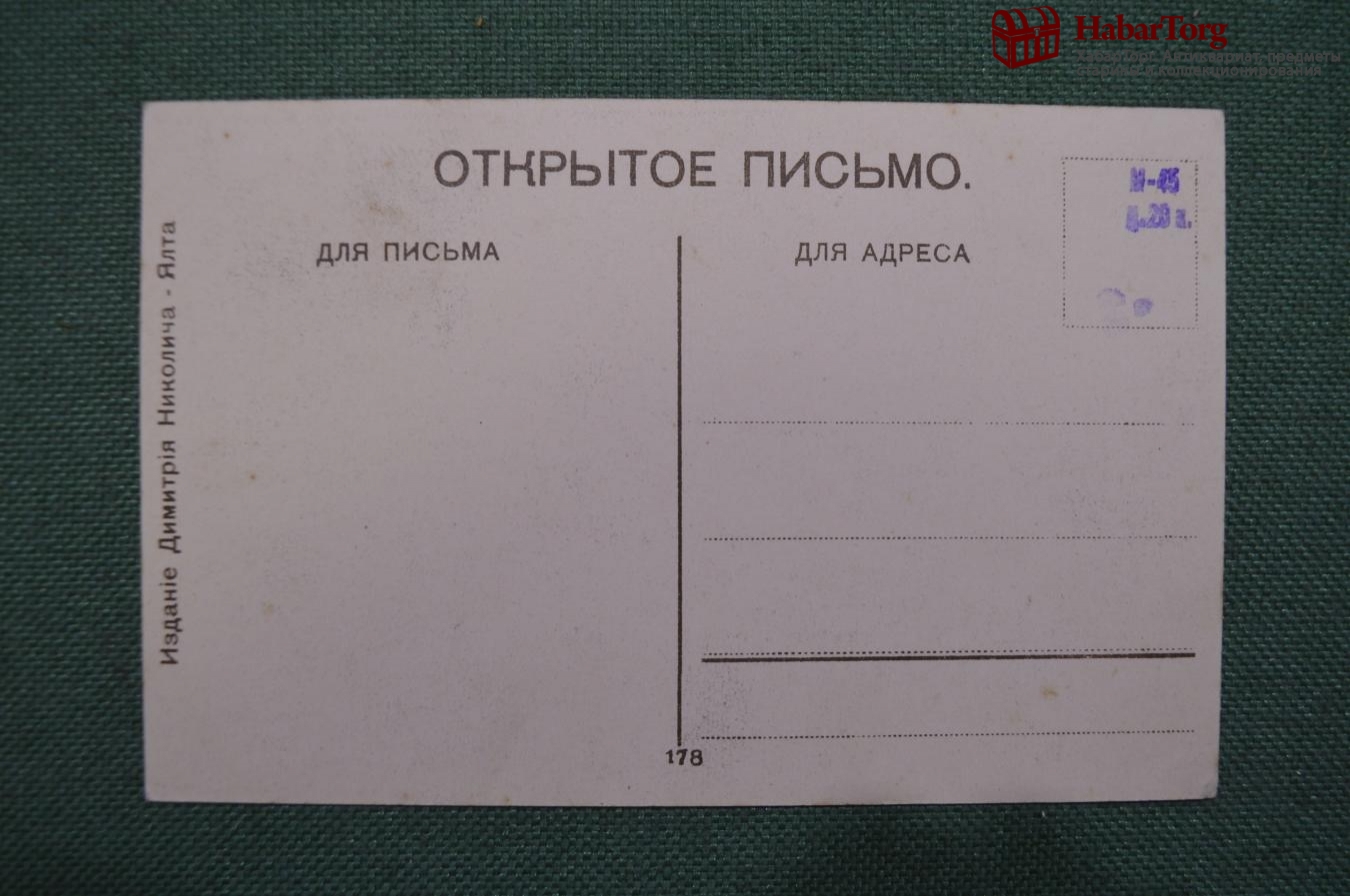 HabarTorg
ОТКРЫТОЕ ПИСЬМО.
ДЛЯ ПИСЬМА
ДЛЯ АДРЕСА
Изданіе Димитрія Николича - Ялта
178